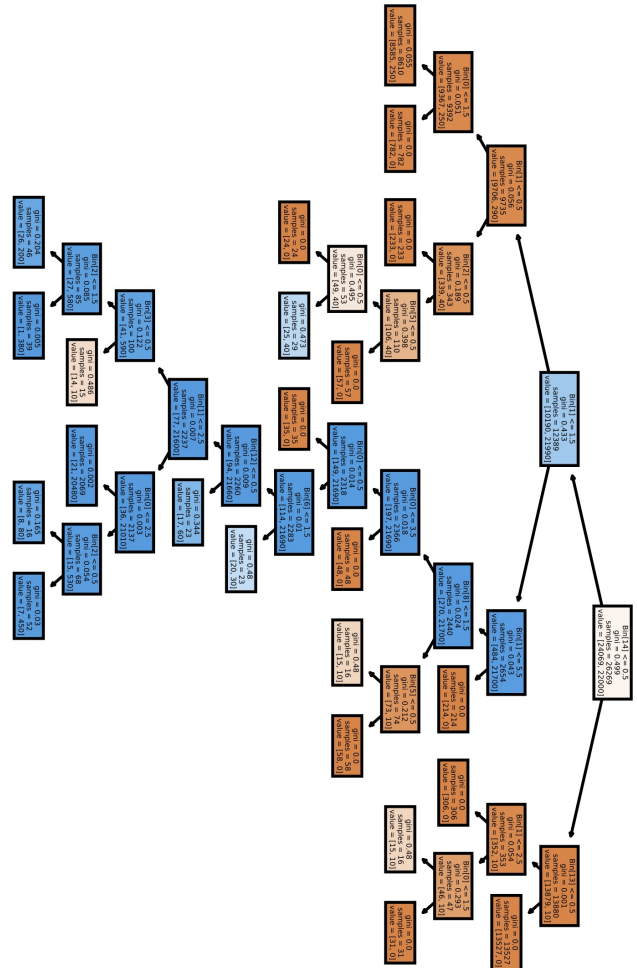 Bin[14] <= 0.5
gini = 0.499
samples = 26269
value = [24069, 22000]
Bin[1] <= 1.5
gini = 0.433
samples = 12389
value = [10190, 21990]
Bin[13] <= 0.5
gini = 0.001
samples = 13880
value = [13879, 10]
Bin[1] <= 0.5
gini = 0.056
samples = 9735
value = [9706, 290]
Bin[1] <= 5.5
gini = 0.043
samples = 2654
value = [484, 21700]
Bin[1] <= 2.5
gini = 0.054
samples = 353
value = [352, 10]
gini = 0.0
samples = 13527
value = [13527, 0]
Bin[0] <= 1.5
gini = 0.051
samples = 9392
value = [9367, 250]
Bin[2] <= 0.5
gini = 0.189
samples = 343
value = [339, 40]
Bin[8] <= 1.5
gini = 0.024
samples = 2440
value = [270, 21700]
gini = 0.0
samples = 214
value = [214, 0]
gini = 0.0
samples = 306
value = [306, 0]
Bin[0] <= 1.5
gini = 0.293
samples = 47
value = [46, 10]
gini = 0.055
samples = 8610
value = [8585, 250]
gini = 0.0
samples = 782
value = [782, 0]
gini = 0.0
samples = 233
value = [233, 0]
Bin[5] <= 0.5
gini = 0.398
samples = 110
value = [106, 40]
Bin[0] <= 3.5
gini = 0.018
samples = 2366
value = [197, 21690]
Bin[5] <= 0.5
gini = 0.212
samples = 74
value = [73, 10]
gini = 0.48
samples = 16
value = [15, 10]
gini = 0.0
samples = 31
value = [31, 0]
Bin[0] <= 0.5
gini = 0.495
samples = 53
value = [49, 40]
gini = 0.0
samples = 57
value = [57, 0]
Bin[0] <= 0.5
gini = 0.014
samples = 2318
value = [149, 21690]
gini = 0.0
samples = 48
value = [48, 0]
gini = 0.48
samples = 16
value = [15, 10]
gini = 0.0
samples = 58
value = [58, 0]
gini = 0.0
samples = 24
value = [24, 0]
gini = 0.473
samples = 29
value = [25, 40]
gini = 0.0
samples = 35
value = [35, 0]
Bin[6] <= 1.5
gini = 0.01
samples = 2283
value = [114, 21690]
Bin[12] <= 0.5
gini = 0.009
samples = 2260
value = [94, 21660]
gini = 0.48
samples = 23
value = [20, 30]
Bin[1] <= 2.5
gini = 0.007
samples = 2237
value = [77, 21600]
gini = 0.344
samples = 23
value = [17, 60]
Bin[3] <= 0.5
gini = 0.122
samples = 100
value = [41, 590]
Bin[0] <= 2.5
gini = 0.003
samples = 2137
value = [36, 21010]
Bin[2] <= 1.5
gini = 0.085
samples = 85
value = [27, 580]
gini = 0.486
samples = 15
value = [14, 10]
gini = 0.002
samples = 2069
value = [21, 20480]
Bin[2] <= 0.5
gini = 0.054
samples = 68
value = [15, 530]
gini = 0.204
samples = 46
value = [26, 200]
gini = 0.005
samples = 39
value = [1, 380]
gini = 0.165
samples = 16
value = [8, 80]
gini = 0.03
samples = 52
value = [7, 450]